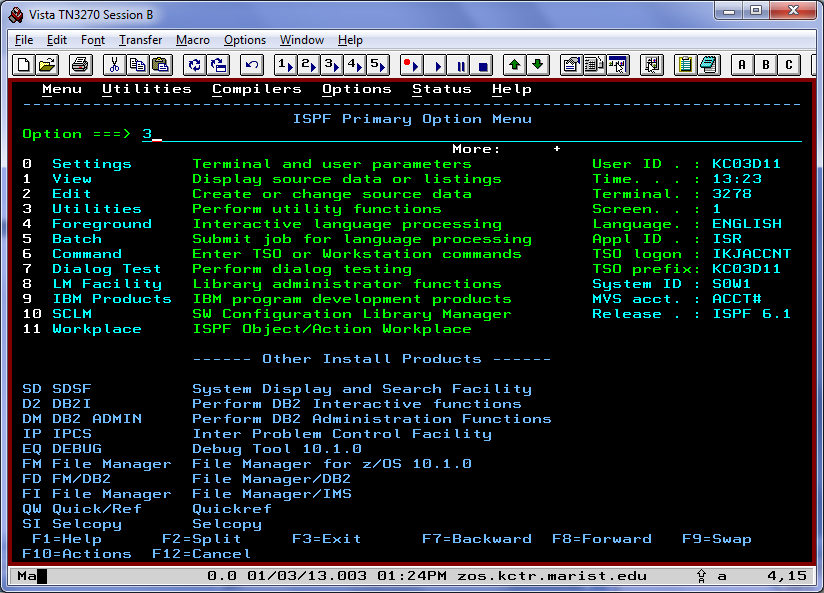 Vista TN3270 Session B
File Edit Font Transfer Macro Options Window Help
1 2 3 4 5 A B C
Menu Utilities Compilers Options Status Help
ISPF Primary Option Menu
Option ===> 3_
More: +
0 Settings Terminal and user parameters User ID . : KC03D11
1 View Display source data or listings Time. . . : 13:23
2 Edit Create or change source data Terminal. : 3278
3 Utilities Perform utility functions Screen. . : 1
4 Foreground Interactive language processing Language. : ENGLISH
5 Batch Submit job for language processing Appl ID . : ISR
6 Command Enter TSO or Workstation commands TSO logon : IKJACCNT
7 Dialog Test Perform dialog testing TSO prefix: KC03D11
8 LM Facility Library administrator functions System ID : S0W1
9 IBM Products IBM program development products MVS acct. : ACCT#
10 SCLM SW Configuration Library Manager Release . : ISPF 6.1
11 Workplace ISPF Object/Action Workplace
------ Other Install Products ------
SD SDSF System Display and Search Facility
D2 DB2I Perform DB2 Interactive functions
DM DB2 ADMIN Perform DB2 Administration Functions
IP IPCS Inter Problem Control Facility
EQ DEBUG Debug Tool 10.1.0
FM File Manager File Manager for z/OS 10.1.0
FD FM/DB2 File Manager/DB2
FI File Manager File Manager/IMS
QW Quick/Ref Quickref
SI Selcopy Selcopy
F1=Help F2=Split F3=Exit F7=Backward F8=Forward F9=Swap
F10=Actions F12=Cancel
Ma 0.0 01/03/13.003 01:24PM zos.kctr.marist.edu a 4,15